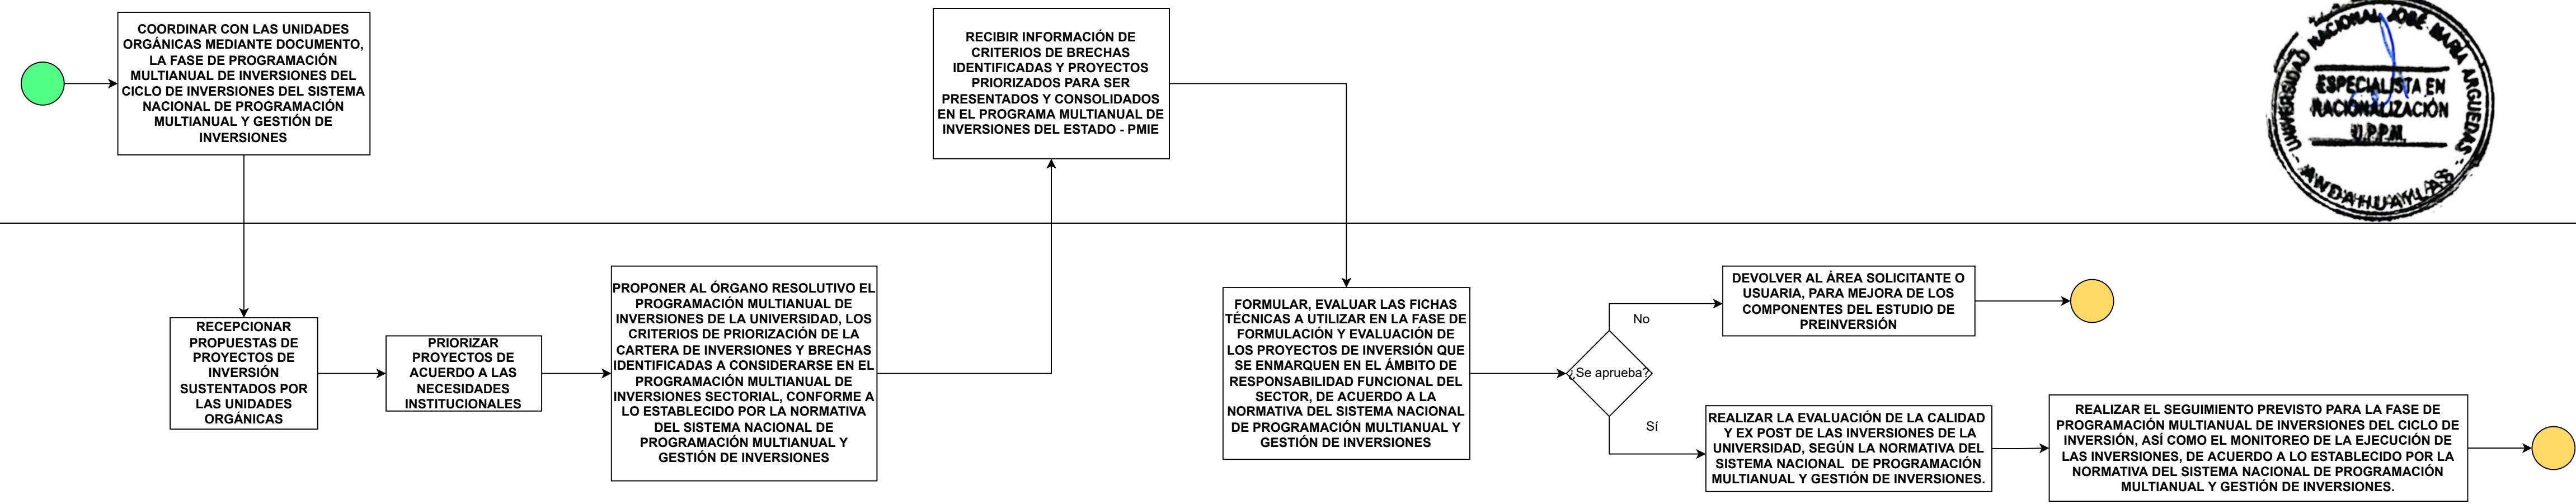 COORDINAR CON LAS UNIDADES
ORGÁNICAS MEDIANTE DOCUMENTO,
LA FASE DE PROGRAMACIÓN
MULTIANUAL DE INVERSIONES DEL
CICLO DE INVERSIONES DEL SISTEMA
NACIONAL DE PROGRAMACIÓN
MULTIANUAL Y GESTIÓN DE
INVERSIONES
RECIBIR INFORMACIÓN DE
CRITERIOS DE BRECHAS
IDENTIFICADAS Y PROYECTOS
PRIORIZADOS PARA SER
PRESENTADOS Y CONSOLIDADOS
EN EL PROGRAMA MULTIANUAL DE
INVERSIONES DEL ESTADO - PMIE
UNIVERSIDAD NACIONAL JOSÉ MARÍA ARGUEDAS -
ESPECIALISTA EN
RACIONALIZACIÓN
U.P.P.M.
- ANDAHUAYLAS
RECEPCIONAR
PROPUESTAS DE
PROYECTOS DE
INVERSIÓN
SUSTENTADOS POR
LAS UNIDADES
ORGÁNICAS
PRIORIZAR
PROYECTOS DE
ACUERDO A LAS
NECESIDADES
INSTITUCIONALES
PROPONER AL ÓRGANO RESOLUTIVO EL
PROGRAMACIÓN MULTIANUAL DE
INVERSIONES DE LA UNIVERSIDAD, LOS
CRITERIOS DE PRIORIZACIÓN DE LA
CARTERA DE INVERSIONES Y BRECHAS
IDENTIFICADAS A CONSIDERARSE EN EL
PROGRAMACIÓN MULTIANUAL DE
INVERSIONES SECTORIAL, CONFORME A
LO ESTABLECIDO POR LA NORMATIVA
DEL SISTEMA NACIONAL DE
PROGRAMACIÓN MULTIANUAL Y
GESTIÓN DE INVERSIONES
FORMULAR, EVALUAR LAS FICHAS
TÉCNICAS A UTILIZAR EN LA FASE DE
FORMULACIÓN Y EVALUACIÓN DE
LOS PROYECTOS DE INVERSIÓN QUE
SE ENMARQUEN EN EL ÁMBITO DE
RESPONSABILIDAD FUNCIONAL DEL
SECTOR, DE ACUERDO A LA
NORMATIVA DEL SISTEMA NACIONAL
DE PROGRAMACIÓN MULTIANUAL Y
GESTIÓN DE INVERSIONES
¿Se aprueba?
No
DEVOLVER AL ÁREA SOLICITANTE O
USUARIA, PARA MEJORA DE LOS
COMPONENTES DEL ESTUDIO DE
PREINVERSIÓN
Sí
REALIZAR LA EVALUACIÓN DE LA CALIDAD
Y EX POST DE LAS INVERSIONES DE LA
UNIVERSIDAD, SEGÚN LA NORMATIVA DEL
SISTEMA NACIONAL DE PROGRAMACIÓN
MULTIANUAL Y GESTIÓN DE INVERSIONES.
REALIZAR EL SEGUIMIENTO PREVISTO PARA LA FASE DE
PROGRAMACIÓN MULTIANUAL DE INVERSIONES DEL CICLO DE
INVERSIÓN, ASÍ COMO EL MONITOREO DE LA EJECUCIÓN DE
LAS INVERSIONES, DE ACUERDO A LO ESTABLECIDO POR LA
NORMATIVA DEL SISTEMA NACIONAL DE PROGRAMACIÓN
MULTIANUAL Y GESTIÓN DE INVERSIONES.